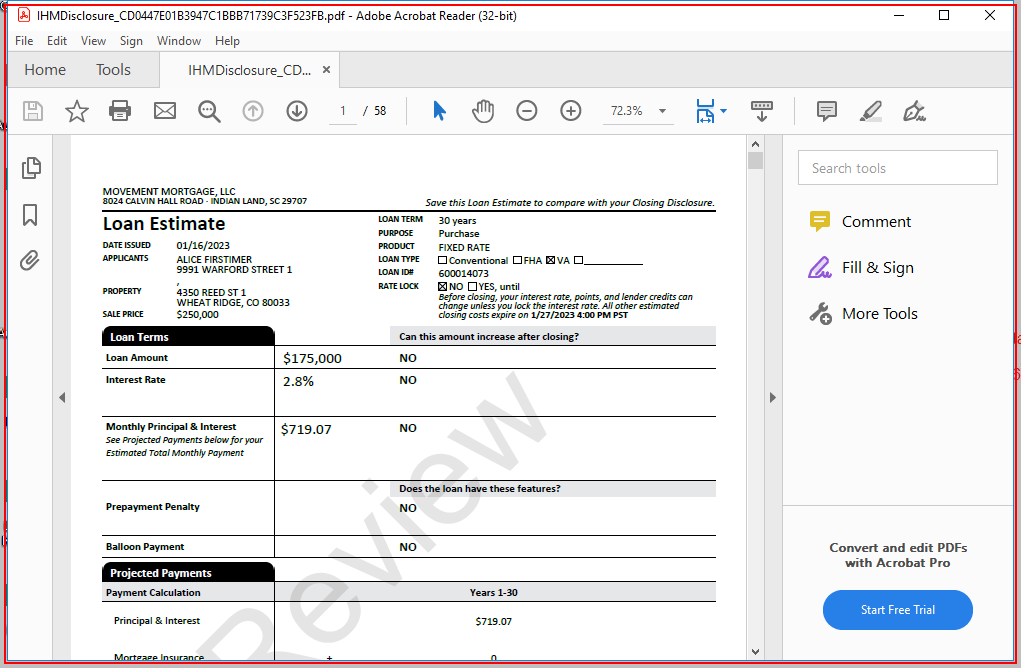 IHMDisclosure_CD0447E01B3947C1BBB71739C3F523FB.pdf - Adobe Acrobat Reader (32-bit)
File Edit View Sign Window Help
Home Tools IHMDisclosure_CD...
1 / 58 72.3%
MOVEMENT MORTGAGE, LLC
8024 CALVIN HALL ROAD · INDIAN LAND, SC 29707
Save this Loan Estimate to compare with your Closing Disclosure.
Loan Estimate
DATE ISSUED 01/16/2023
APPLICANTS ALICE FIRSTIMER
9991 WARFORD STREET 1
,
PROPERTY 4350 REED ST 1
WHEAT RIDGE, CO 80033
SALE PRICE $250,000
LOAN TERM 30 years
PURPOSE Purchase
PRODUCT FIXED RATE
LOAN TYPE ☐ Conventional ☐ FHA ☒ VA ☐
LOAN ID# 600014073
RATE LOCK ☒ NO ☐ YES, until
Before closing, your interest rate, points, and lender credits can
change unless you lock the interest rate. All other estimated
closing costs expire on 1/27/2023 4:00 PM PST
Loan Terms Can this amount increase after closing?
Loan Amount $175,000 NO
Interest Rate 2.8% NO
Monthly Principal & Interest $719.07 NO
See Projected Payments below for your
Estimated Total Monthly Payment
Does the loan have these features?
Prepayment Penalty NO
Balloon Payment NO
Projected Payments
Payment Calculation Years 1-30
Principal & Interest $719.07
Mortgage Insurance + 0
Review
Search tools
Comment
Fill & Sign
More Tools
Convert and edit PDFs
with Acrobat Pro
Start Free Trial